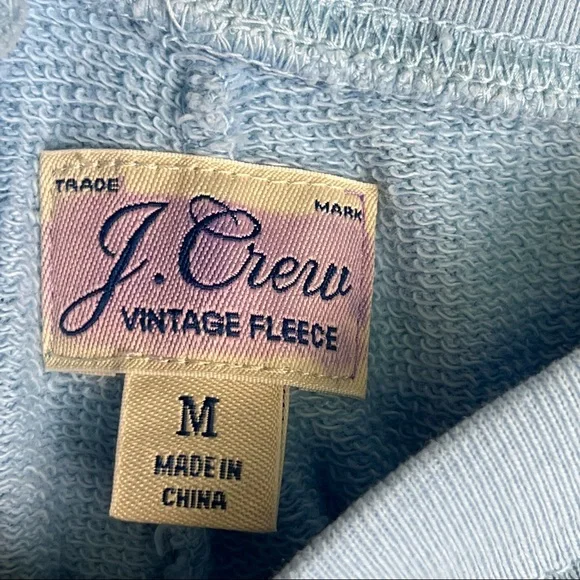 TRADE MARK
J.Crew
VINTAGE FLEECE
M
MADE IN
CHINA